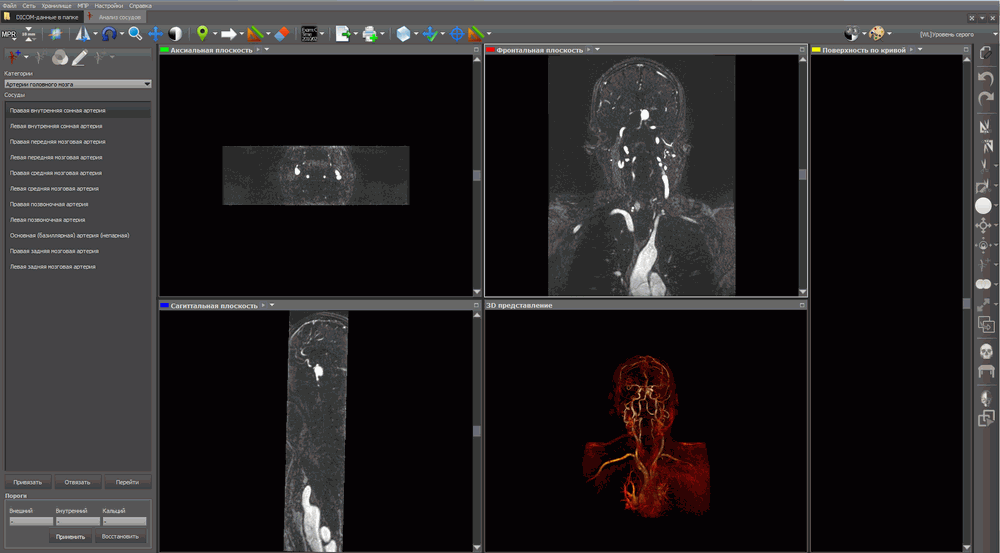 Файл Сеть Хранилище МПР Настройки Справка
DICOM-данные в папке Анализ сосудов
MPR 10 mm
[WL]Уровень серого
Категории
Артерии головного мозга
Сосуды
Правая внутренняя сонная артерия
Левая внутренняя сонная артерия
Правая передняя мозговая артерия
Левая передняя мозговая артерия
Правая средняя мозговая артерия
Левая средняя мозговая артерия
Правая позвоночная артерия
Левая позвоночная артерия
Основная (базиллярная) артерия (непарная)
Правая задняя мозговая артерия
Левая задняя мозговая артерия
Привязать Отвязать Перейти
Пороги
Внешний Внутренний Кальций
- - -
Применить Восстановить
Аксиальная плоскость
Фронтальная плоскость
Поверхность по кривой
Сагиттальная плоскость
3D представление